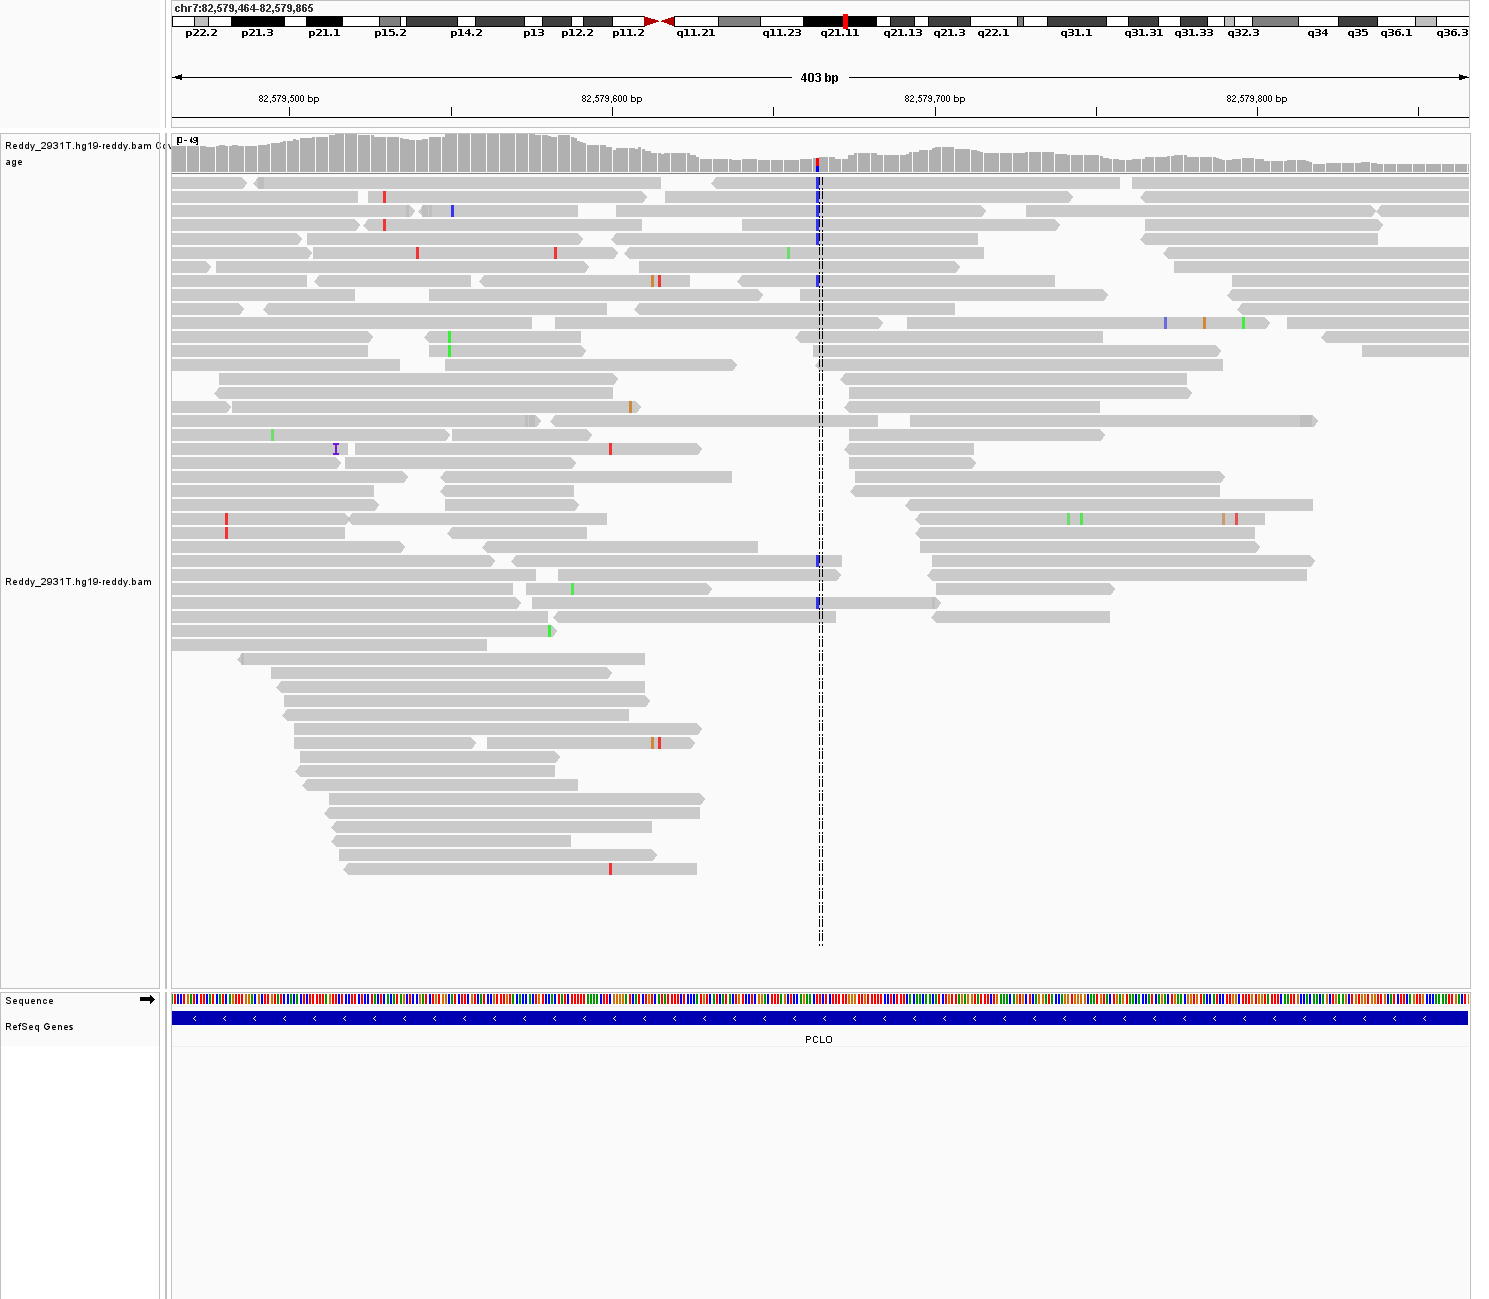 chr7:82,579,464-82,579,865
p22.2 p21.3 p21.1 p15.2 p14.2 p13 p12.2 p11.2 q11.21 q11.23 q21.11 q21.13 q21.3 q22.1 q31.1 q31.31 q31.33 q32.3 q34 q35 q36.1 q36.3
403 bp
82,579,500 bp 82,579,600 bp 82,579,700 bp 82,579,800 bp
Reddy_2931T.hg19-reddy.bam Cov
age
Reddy_2931T.hg19-reddy.bam
Sequence
RefSeq Genes
PCLO